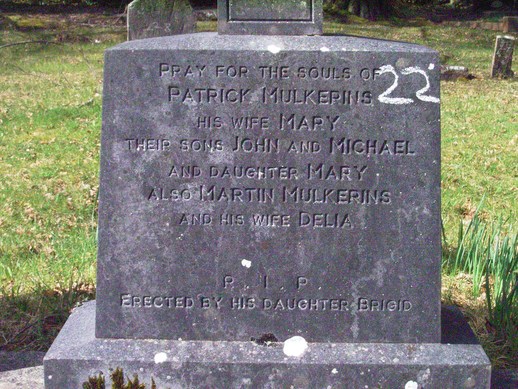 PRAY FOR THE SOULS OF 22
PATRICK MULKERINS
HIS WIFE MARY
THEIR SONS JOHN AND MICHAEL
AND DAUGHTER MARY
ALSO MARTIN MULKERINS
AND HIS WIFE DELIA
R.I.P.
ERECTED BY HIS DAUGHTER BRIGID